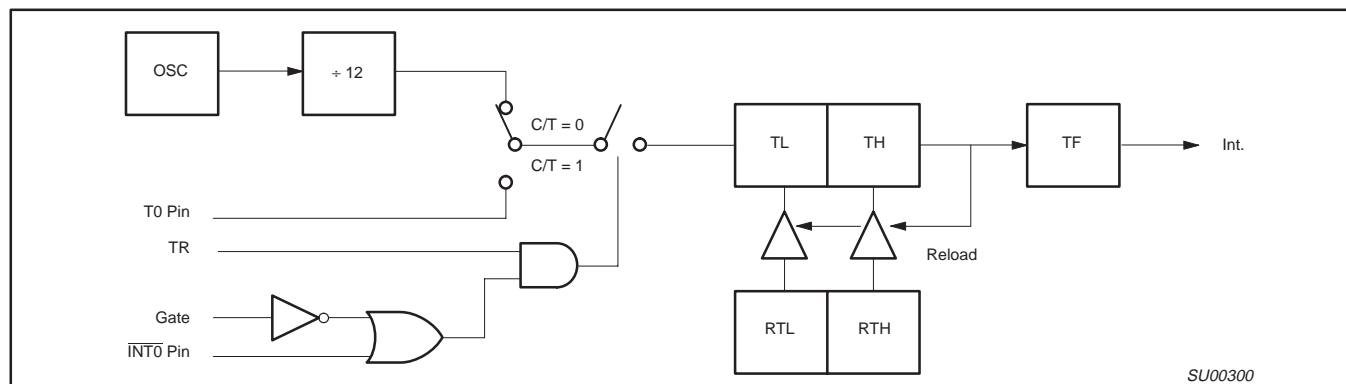 OSC
÷ 12
C/T = 0
C/T = 1
TL
TH
TF
Int.
T0 Pin
TR
Reload
Gate
INT0 Pin
RTL
RTH
SU00300